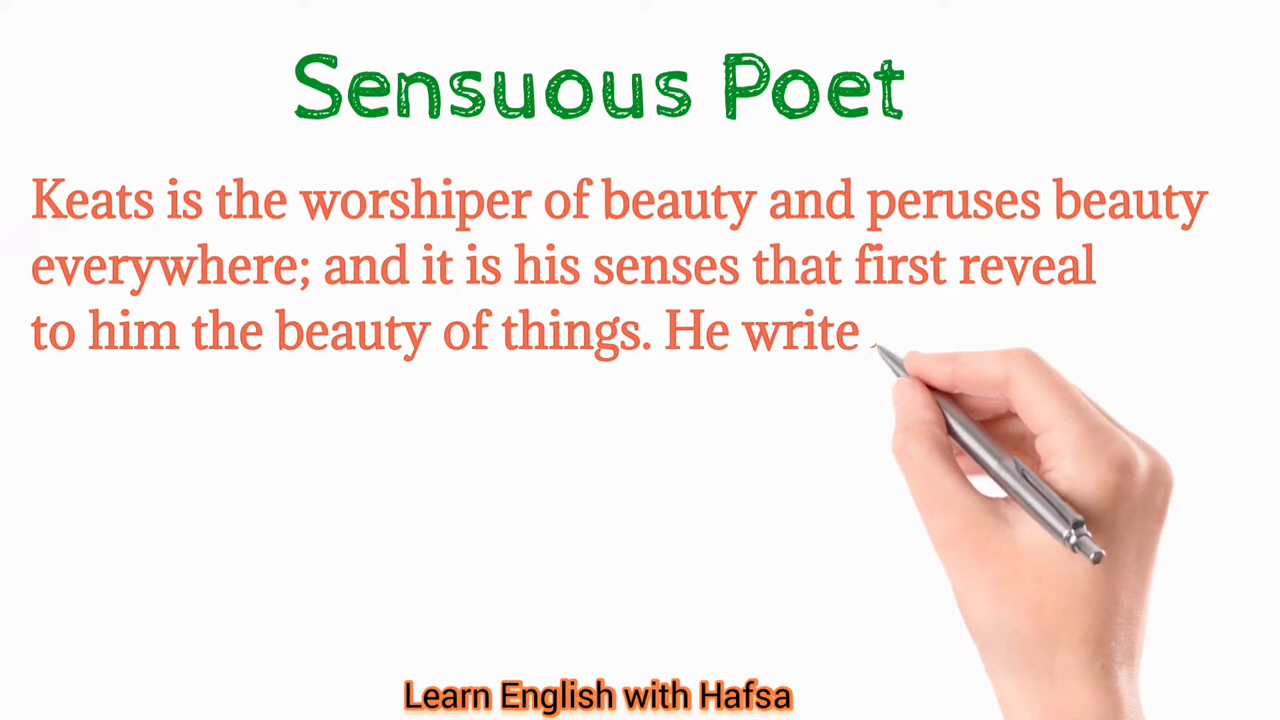 Sensuous Poet
Keats is the worshiper of beauty and peruses beauty
everywhere; and it is his senses that first reveal
to him the beauty of things. He write
Learn English with Hafsa